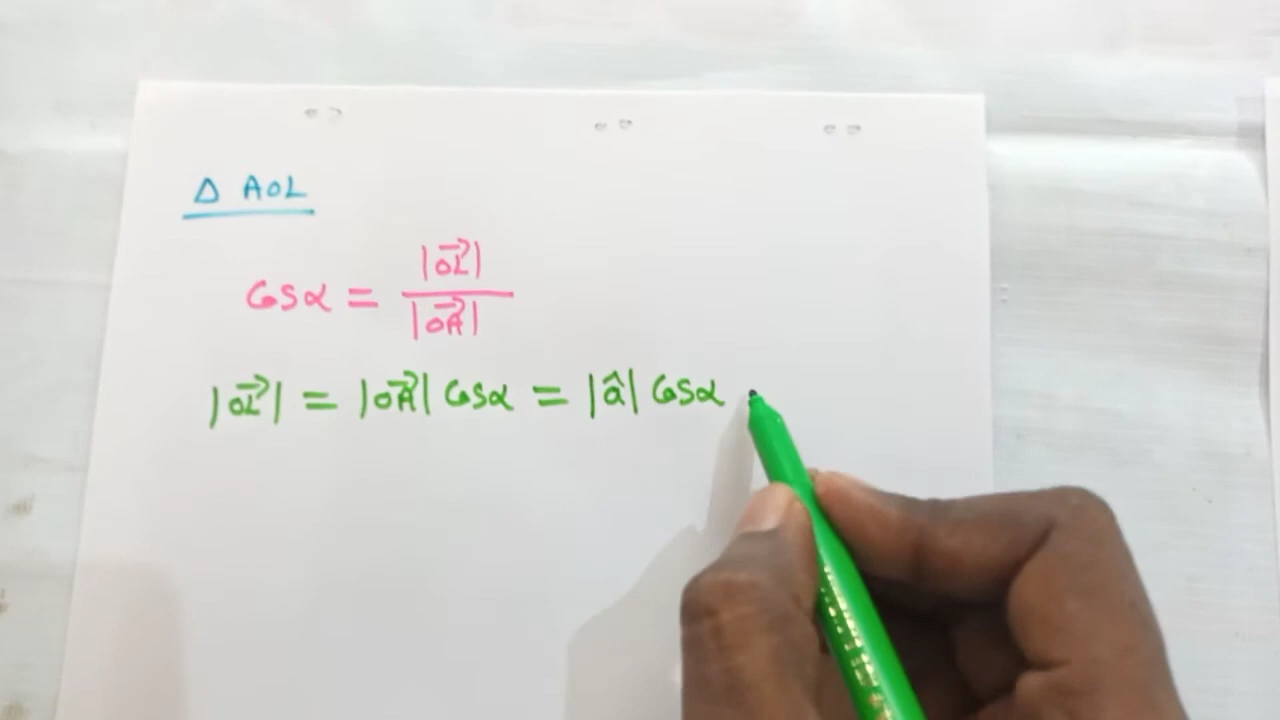 Δ AOL
Cosα = |OL⃗| / |OA⃗|
|OL⃗| = |OA⃗| Cosα = |â| Cosα